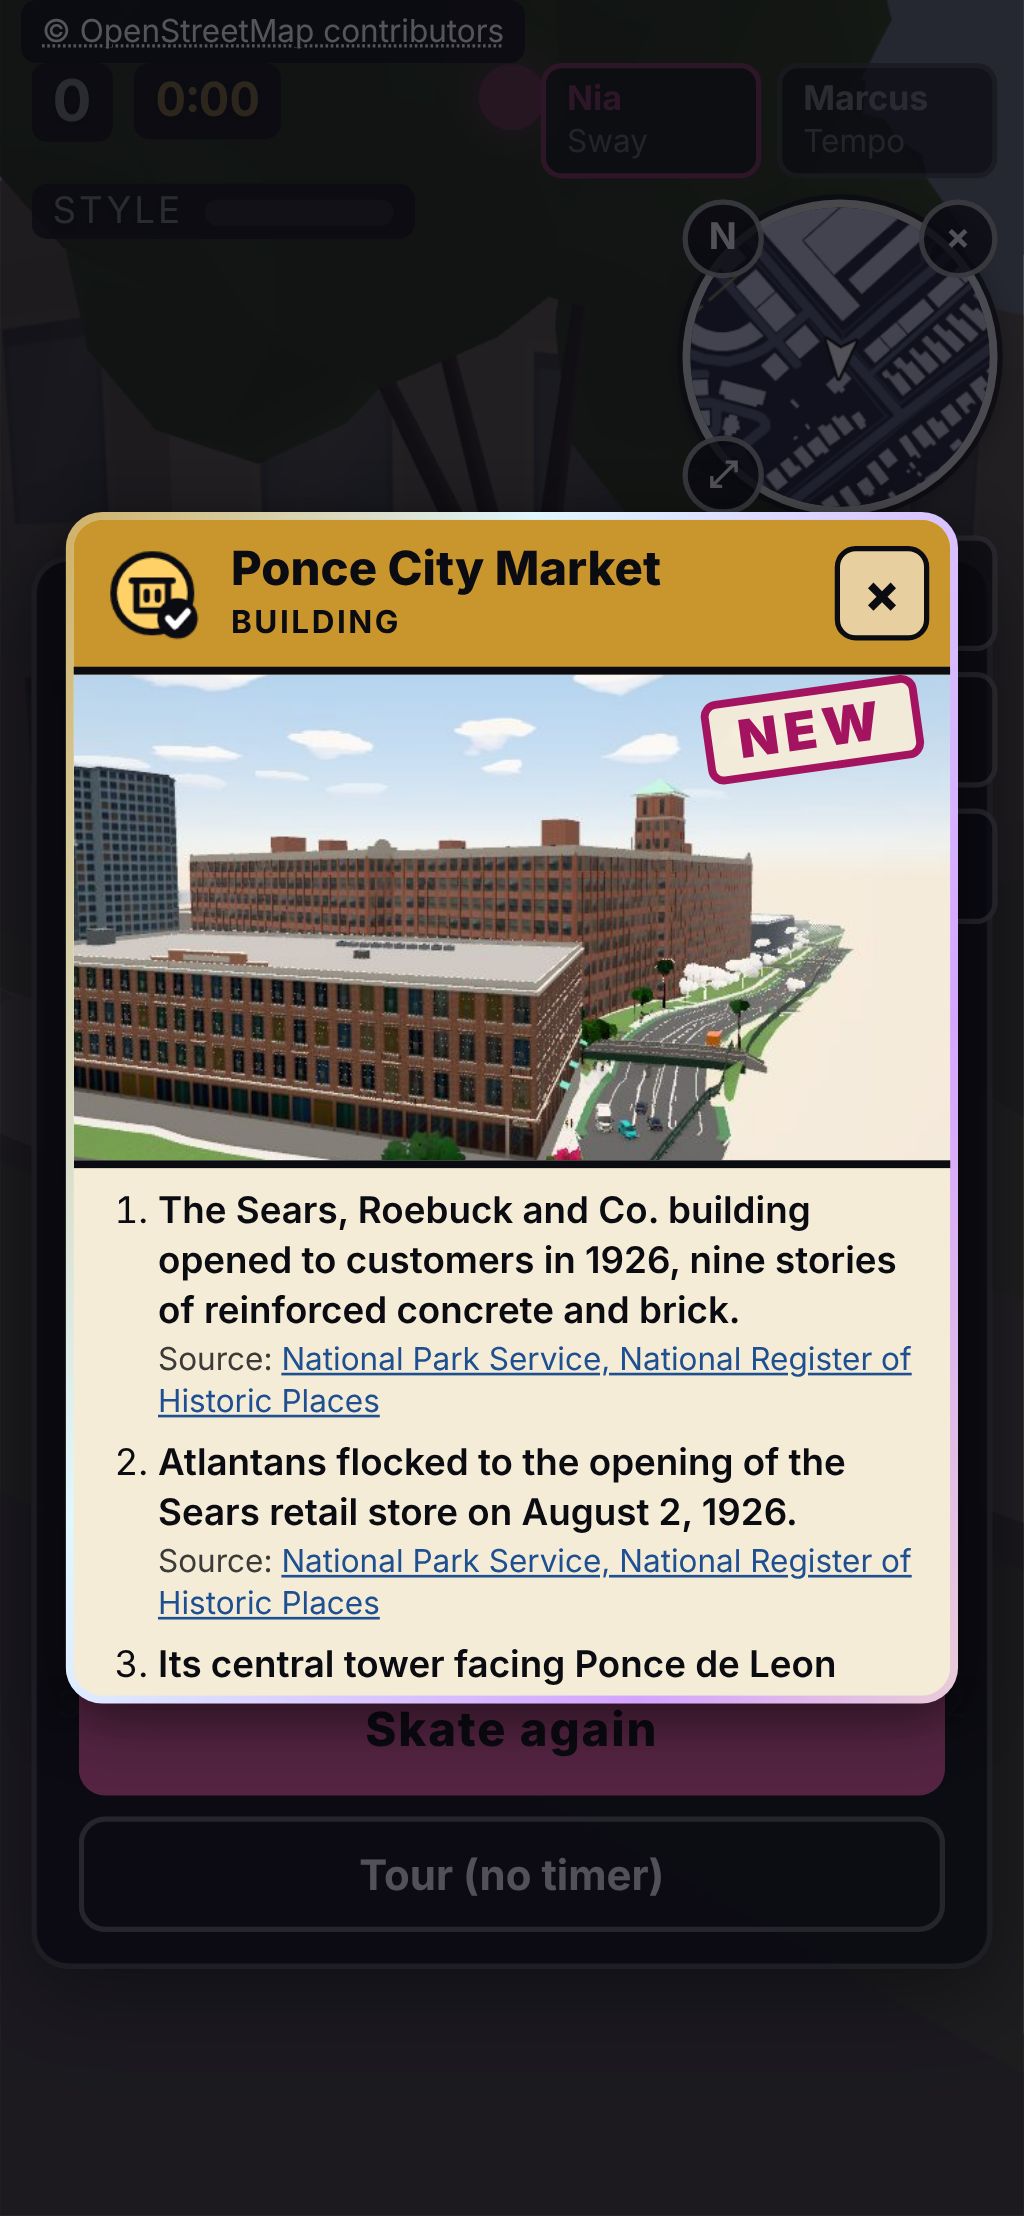 © OpenStreetMap contributors
0
0:00
Nia
Sway
Marcus
Tempo
STYLE
N
×
Ponce City Market
BUILDING
×
NEW
1. The Sears, Roebuck and Co. building
opened to customers in 1926, nine stories
of reinforced concrete and brick.
Source: National Park Service, National Register of
Historic Places
2. Atlantans flocked to the opening of the
Sears retail store on August 2, 1926.
Source: National Park Service, National Register of
Historic Places
3. Its central tower facing Ponce de Leon
Skate again
Tour (no timer)